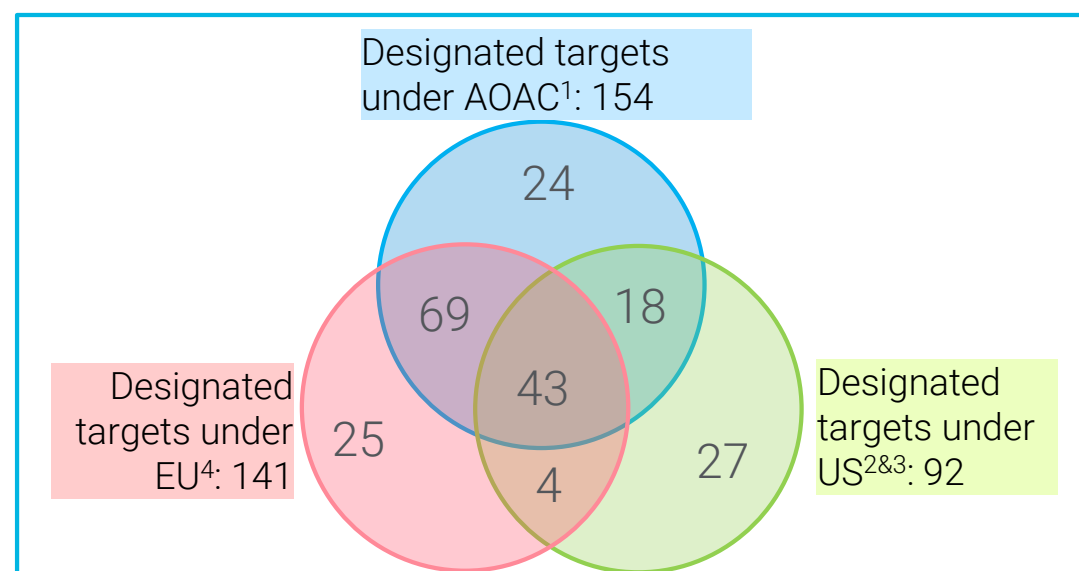 Designated targets
under AOAC¹: 154
24
69
18
43
Designated
targets under
EU⁴: 141
25
4
27
Designated
targets under
US²&³: 92